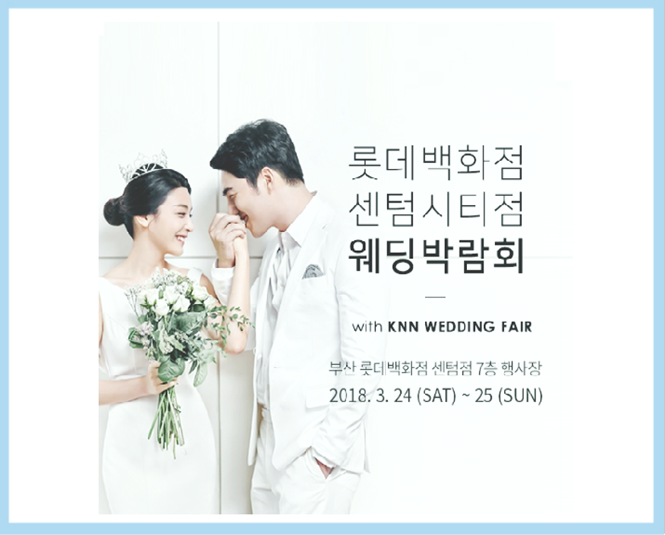 롯데백화점
센텀시티점
웨딩박람회
with KNN WEDDING FAIR
부산 롯데백화점 센텀점 7층 행사장
2018. 3. 24 (SAT) ~ 25 (SUN)